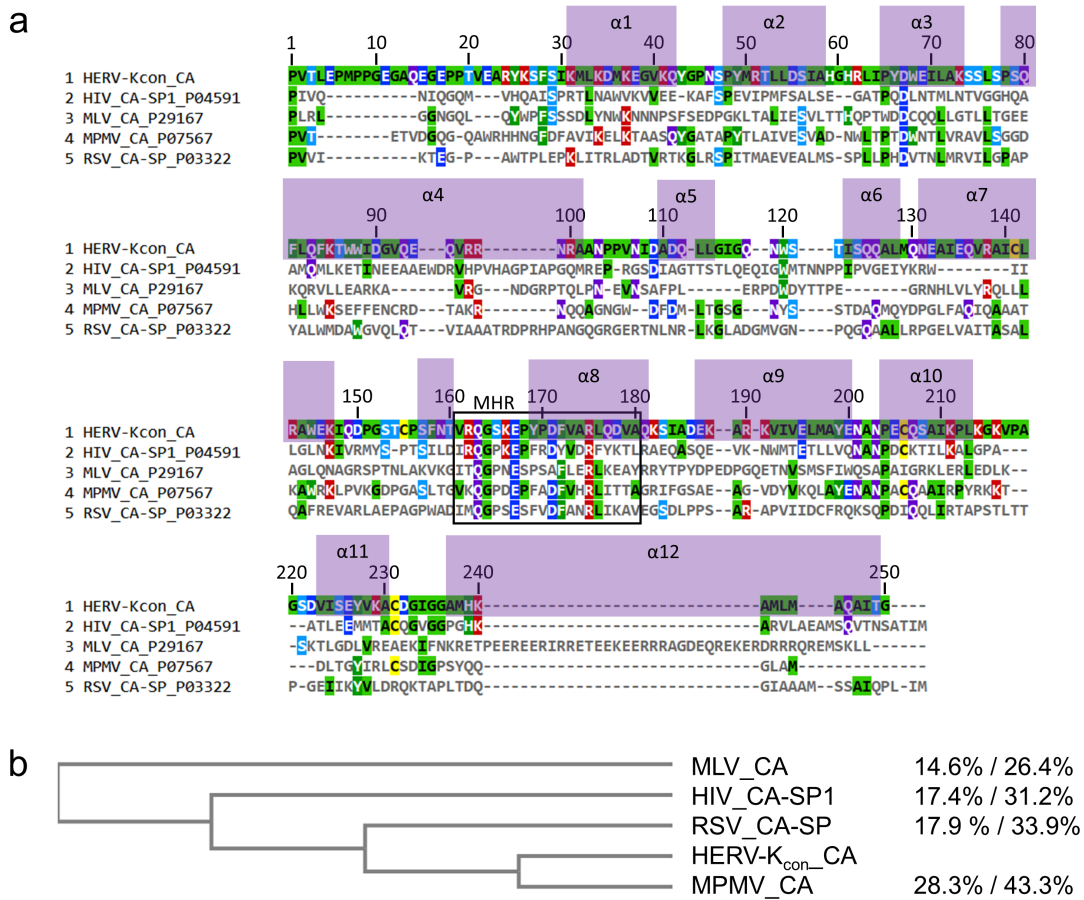 a
α1 α2 α3
1 10 20 30 40 50 60 70 80
1 HERV-Kcon_CA PVTLEPMPPGEGAQEGEPPTVEARYKSFSIKMLKDMKEGVKQYGPNSPYMRTLLDSIAHGHRLIPYDWEILAKSSLSPSQ
2 HIV_CA-SP1_P04591 PIVQ---------NIQGQM---VHQAISPRTLNAWVKVVEE-KAFSPEVIPMFSALSE---GATPQDLNTMLNTVGGHQA
3 MLV_CA_P29167 PLRL---------GGNGQL---QYWPFSSSDLYNWKNNNPSFSEDPGKLTALIESVLTTHQPTWDDCQQLLGTLLTGEE
4 MPMV_CA_P07567 PVT--------ETVDGQG-QAWRHHNGFDFAVIKELKTAASQYGATAPYTLAIVESVAD-NWLTPTDWNTLVRAVLSGGD
5 RSV_CA-SP_P03322 PVVI---------KTEG-P---AWTPLEPKLITRLADTVRTKGLRSPITMAEVEALMS-SPLLPHDVTNLMRVILGPAP
α4 α5 α6 α7
90 100 110 120 130 140
1 HERV-Kcon_CA FLQFKTWWIDGVQE---QVRR--------NRAANPPVNIDADQ-LLGIGQ--NWS----TISQQALMQNEAIEQVRAICL
2 HIV_CA-SP1_P04591 AMQMLKETINEEAAEWDRVHPVHAGPIAPGQMREP-RGSDIAGTTSTLQEQIGWMTNNPPIPVGEIYKRW--------II
3 MLV_CA_P29167 KQRVLLEARKA------VRG---NDGRPTQLPN-EVNSAFPL------ERPDWDYTTPE------GRNHLVLYRQLLL
4 MPMV_CA_P07567 HLLWKSEFFENCRD---TAKR--------NQQAGNGW--DFDM-LTGSG---NYS----STDAQMQYDPGLFAQIQAAAT
5 RSV_CA-SP_P03322 YALWMDAWGVQLQT---VIAAATRDPRHPANGQGRGERTNLNR-LKGLADGMVGN---PQGQAALLRPGELVAITASAL
150 160 MHR α8 170 180 α9 190 200 α10 210
1 HERV-Kcon_CA RAWEKIQDPGSTCPSFNTVRQGSKEPYPDFVARLQDVAQKSIADEK--AR-KVIVELMAYENANPECQSAIKPLKGKVPA
2 HIV_CA-SP1_P04591 LGLNKIVRMYS-PTSILDIRQGPKEPFRDYVDRFYKTLRAEQASQE--VK-NWMTETLLVQNANPDCKTILKALGPA---
3 MLV_CA_P29167 AGLQNAGRSPTNLAKVKGITQGPNESPSAFLERLKEAYRRYTPYDPEDPGQETNVSMSFIWQSAPAIGRKLERLEDLK--
4 MPMV_CA_P07567 KAWRKLPVKGDPGASLTGVKQGPDEPFADFVHRLITTAGRIFGSAE--AG-VDYVKQLAYENANPACQAAIRPYRKKT--
5 RSV_CA-SP_P03322 QAFREVARLAEPAGPWADIMQGPSESFVDFANRLIKAVEGSDLPPS--AR-APVIIDCFRQKSQPDIQQLIRTAPSTLTT
α11 α12
220 230 240 250
1 HERV-Kcon_CA GSDVISEYVKACDGIGGAMHK------------------------------AMLM----AQAITG----
2 HIV_CA-SP1_P04591 --ATLEEMMTACQGVGGPGHK------------------------------ARVLAEAMSQVTNSATIM
3 MLV_CA_P29167 -SKTLGDLVREAEKIFNKRETPEEREERIRRETEEKEERRRAGDEQREKERDRRRQREMSKLL------
4 MPMV_CA_P07567 --DLTGYIRLCSDIGPSYQQ------------------------------GLAM--------------
5 RSV_CA-SP_P03322 P-GEIIKYVLDRQKTAPLTDQ------------------------------GIAAAM--SSAIQPL-IM
b
MLV_CA 14.6% / 26.4%
HIV_CA-SP1 17.4% / 31.2%
RSV_CA-SP 17.9 % / 33.9%
HERV-Kcon_CA
MPMV_CA 28.3% / 43.3%